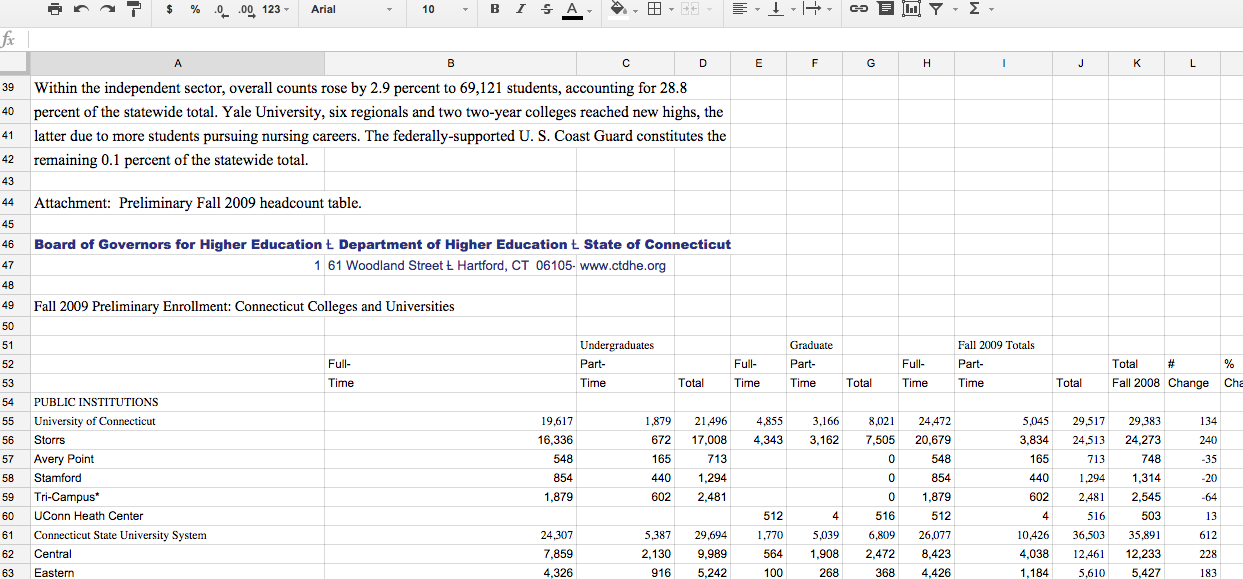 $ % .0 .00 123 Arial 10 B I S A Σ
fx
A B C D E F G H I J K L
39 Within the independent sector, overall counts rose by 2.9 percent to 69,121 students, accounting for 28.8
40 percent of the statewide total. Yale University, six regionals and two two-year colleges reached new highs, the
41 latter due to more students pursuing nursing careers. The federally-supported U. S. Coast Guard constitutes the
42 remaining 0.1 percent of the statewide total.
43
44 Attachment: Preliminary Fall 2009 headcount table.
45
46 Board of Governors for Higher Education Ł Department of Higher Education Ł State of Connecticut
47 1 61 Woodland Street Ł Hartford, CT 06105- www.ctdhe.org
48
49 Fall 2009 Preliminary Enrollment: Connecticut Colleges and Universities
50
51 Undergraduates Graduate Fall 2009 Totals
52 Full- Part- Full- Part- Full- Part- Total # %
53 Time Time Total Time Time Total Time Time Total Fall 2008 Change Cha
54 PUBLIC INSTITUTIONS
55 University of Connecticut 19,617 1,879 21,496 4,855 3,166 8,021 24,472 5,045 29,517 29,383 134
56 Storrs 16,336 672 17,008 4,343 3,162 7,505 20,679 3,834 24,513 24,273 240
57 Avery Point 548 165 713 0 548 165 713 748 -35
58 Stamford 854 440 1,294 0 854 440 1,294 1,314 -20
59 Tri-Campus* 1,879 602 2,481 0 1,879 602 2,481 2,545 -64
60 UConn Heath Center 512 4 516 512 4 516 503 13
61 Connecticut State University System 24,307 5,387 29,694 1,770 5,039 6,809 26,077 10,426 36,503 35,891 612
62 Central 7,859 2,130 9,989 564 1,908 2,472 8,423 4,038 12,461 12,233 228
63 Eastern 4,326 916 5,242 100 268 368 4,426 1,184 5,610 5,427 183